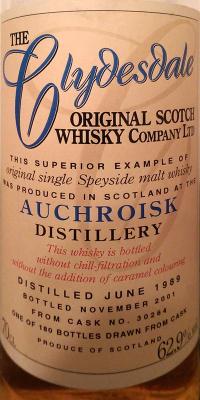 THE
Clydesdale
ORIGINAL SCOTCH
WHISKY COMPANY LTD
THIS SUPERIOR EXAMPLE OF
original single Speyside malt whisky
WAS PRODUCED IN SCOTLAND AT THE
AUCHROISK
DISTILLERY
This whisky is bottled
without chill-filtration and
without the addition of caramel colouring
DISTILLED JUNE 1989
BOTTLED NOVEMBER 2001
FROM CASK NO. 30264
ONE OF 180 BOTTLES DRAWN FROM CASK
PRODUCE OF SCOTLAND
70cl
62.9%